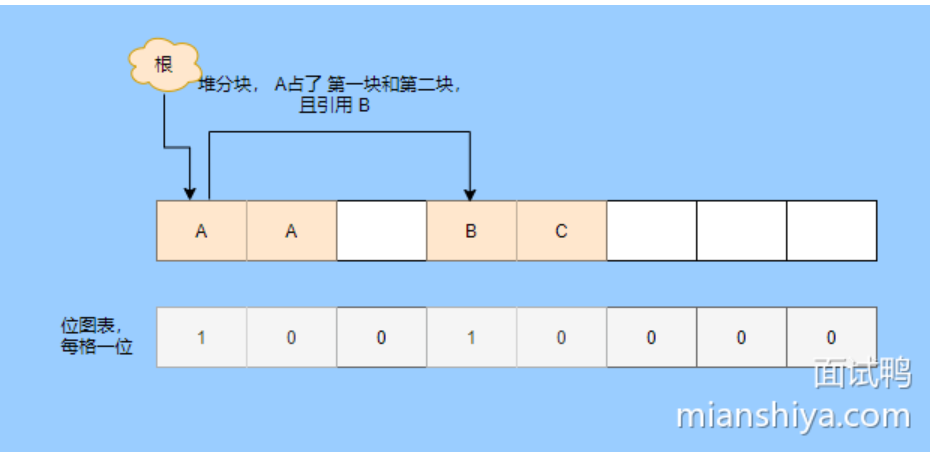 根
堆分块， A占了 第一块和第二块，
且引用 B
A A B C
位图表，
每格一位
1 0 0 1 0 0 0 0
面试鸭
mianshiya.com